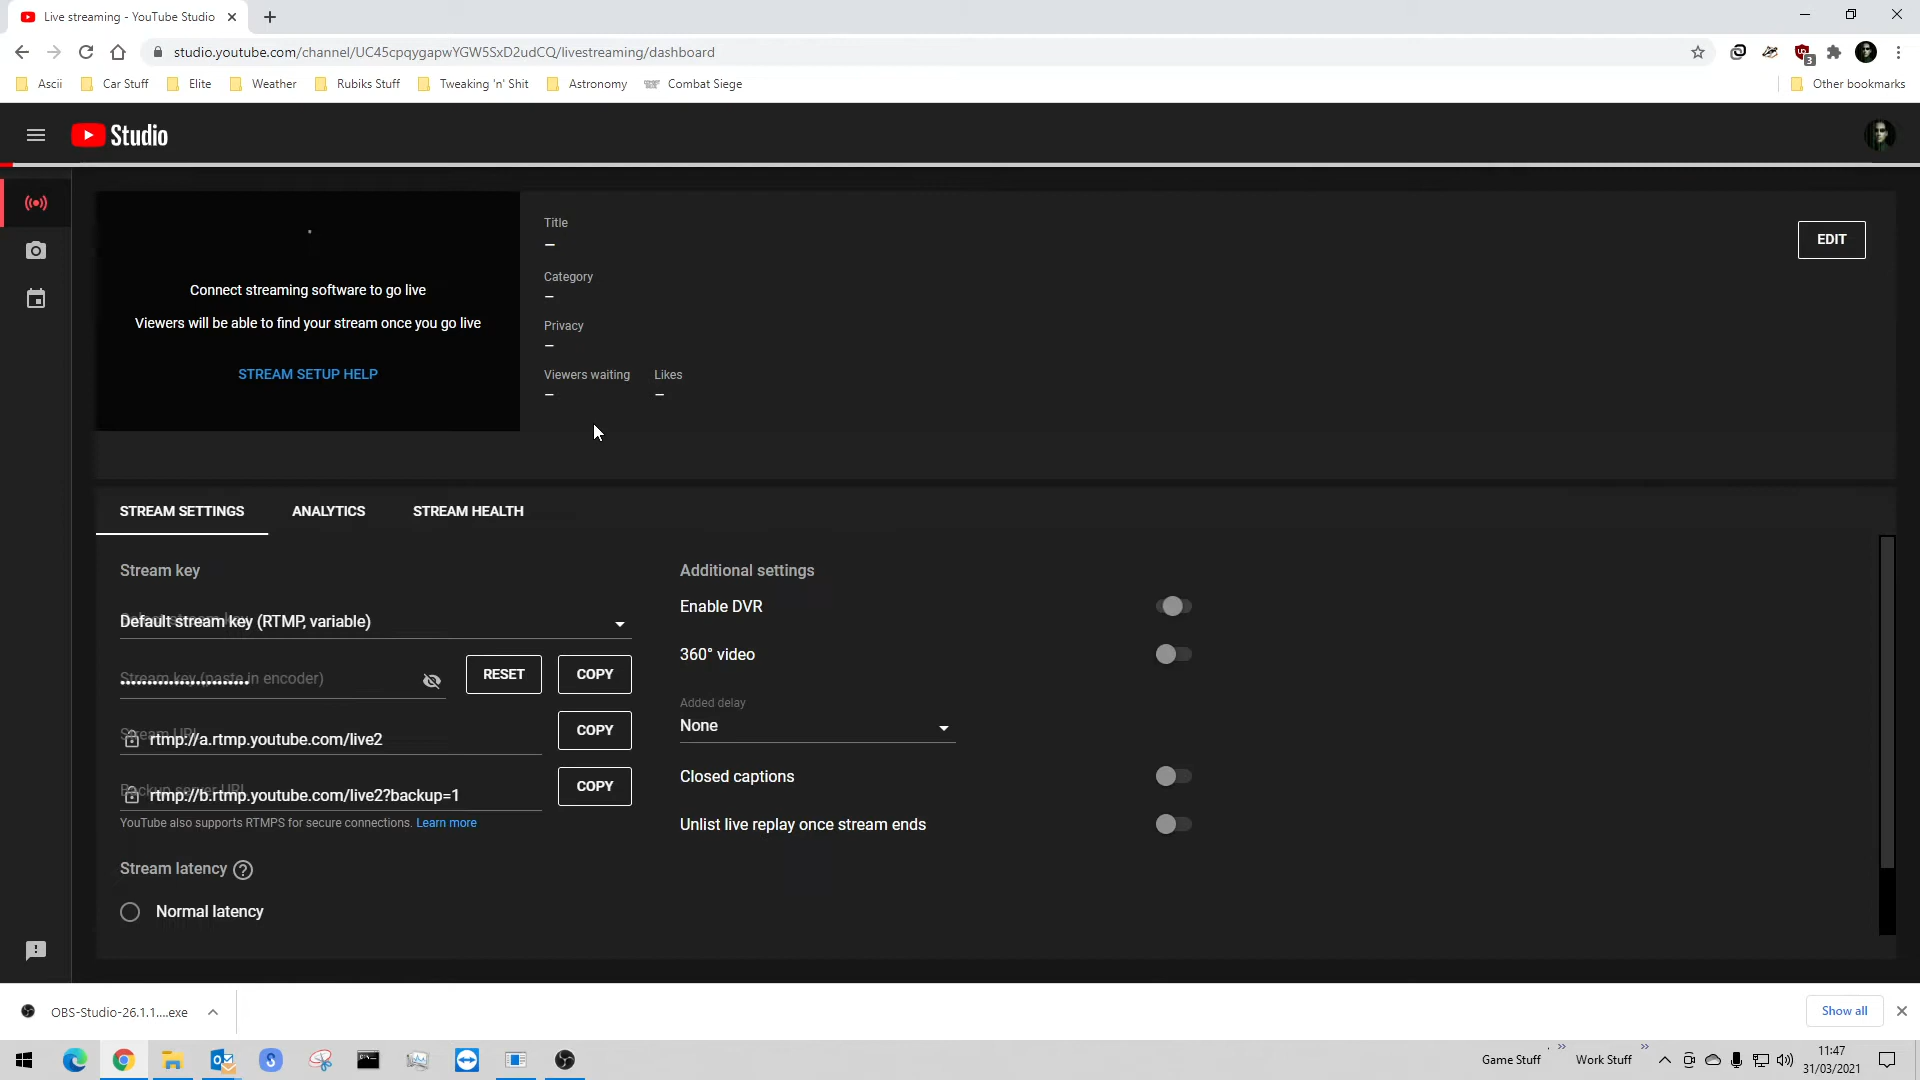 Live streaming - YouTube Studio
studio.youtube.com/channel/UC45cpqygapwYGW5SxD2udCQ/livestreaming/dashboard
3
Ascii
Car Stuff
Elite
Weather
Rubiks Stuff
Tweaking 'n' Shit
Astronomy
Combat Siege
Other bookmarks
Studio
Connect streaming software to go live
Viewers will be able to find your stream once you go live
STREAM SETUP HELP
Title
–
Category
–
Privacy
–
Viewers waiting Likes
– –
EDIT
STREAM SETTINGS ANALYTICS STREAM HEALTH
Stream key
Default stream key (RTMP, variable)
Stream key (paste in encoder)
RESET
COPY
Stream URL
rtmp://a.rtmp.youtube.com/live2
COPY
Backup server URL
rtmp://b.rtmp.youtube.com/live2?backup=1
COPY
YouTube also supports RTMPS for secure connections. Learn more
Stream latency
Normal latency
Additional settings
Enable DVR
360° video
Added delay
None
Closed captions
Unlist live replay once stream ends
OBS-Studio-26.1.1....exe
Show all
Game Stuff
Work Stuff
11:47
31/03/2021